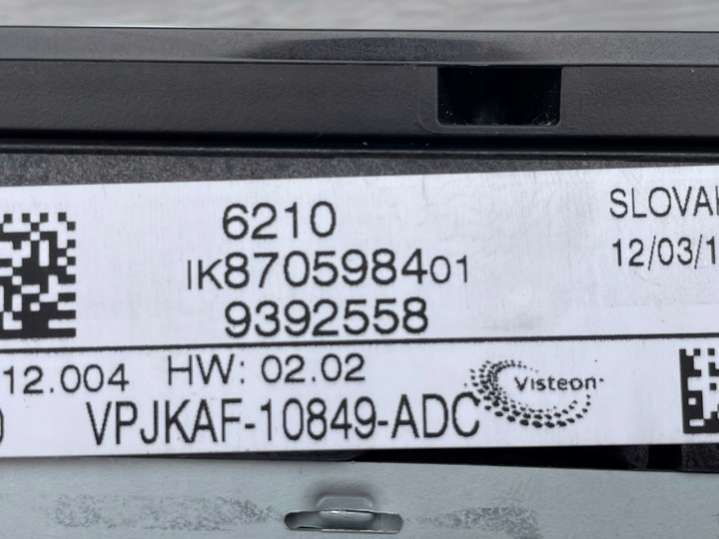 6210
IK870598401
9392558
SLOVAK
12/03/1
12.004 HW: 02.02
VPJKAF-10849-ADC
Visteon